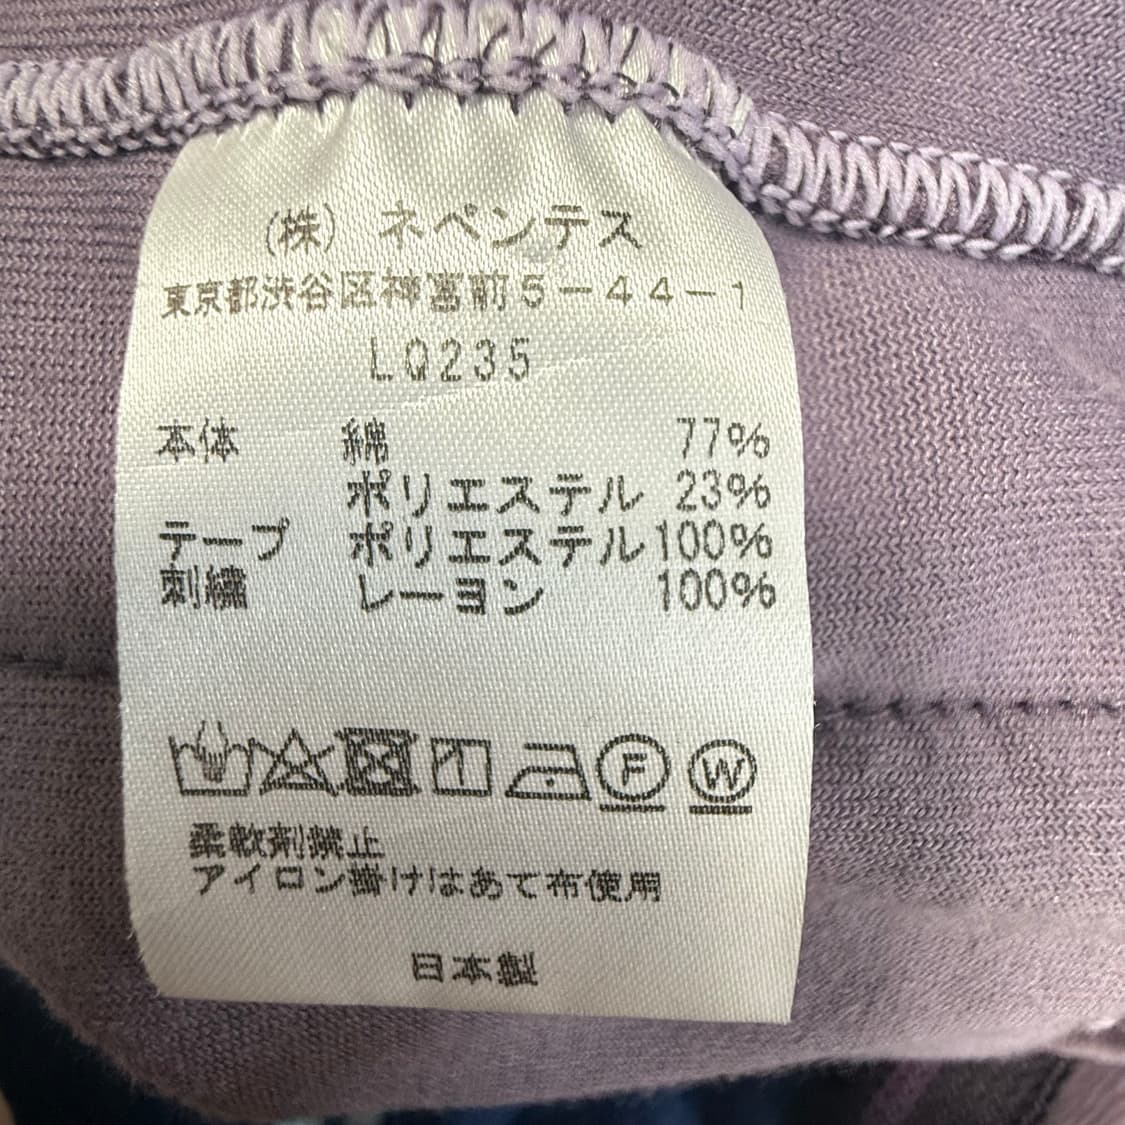 (株) ネペンテス
東京都渋谷区神宮前5-44-1
LQ235
本体 綿 77%
ポリエステル 23%
テープ ポリエステル 100%
刺繍 レーヨン 100%
F W
柔軟剤禁止
アイロン掛けはあて布使用
日本製